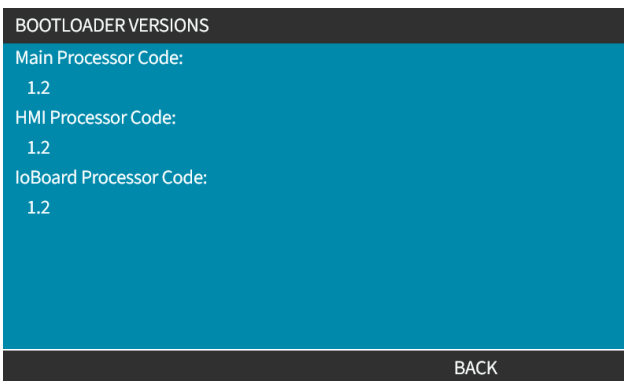 BOOTLOADER VERSIONS
Main Processor Code:
1.2
HMI Processor Code:
1.2
IoBoard Processor Code:
1.2
BACK